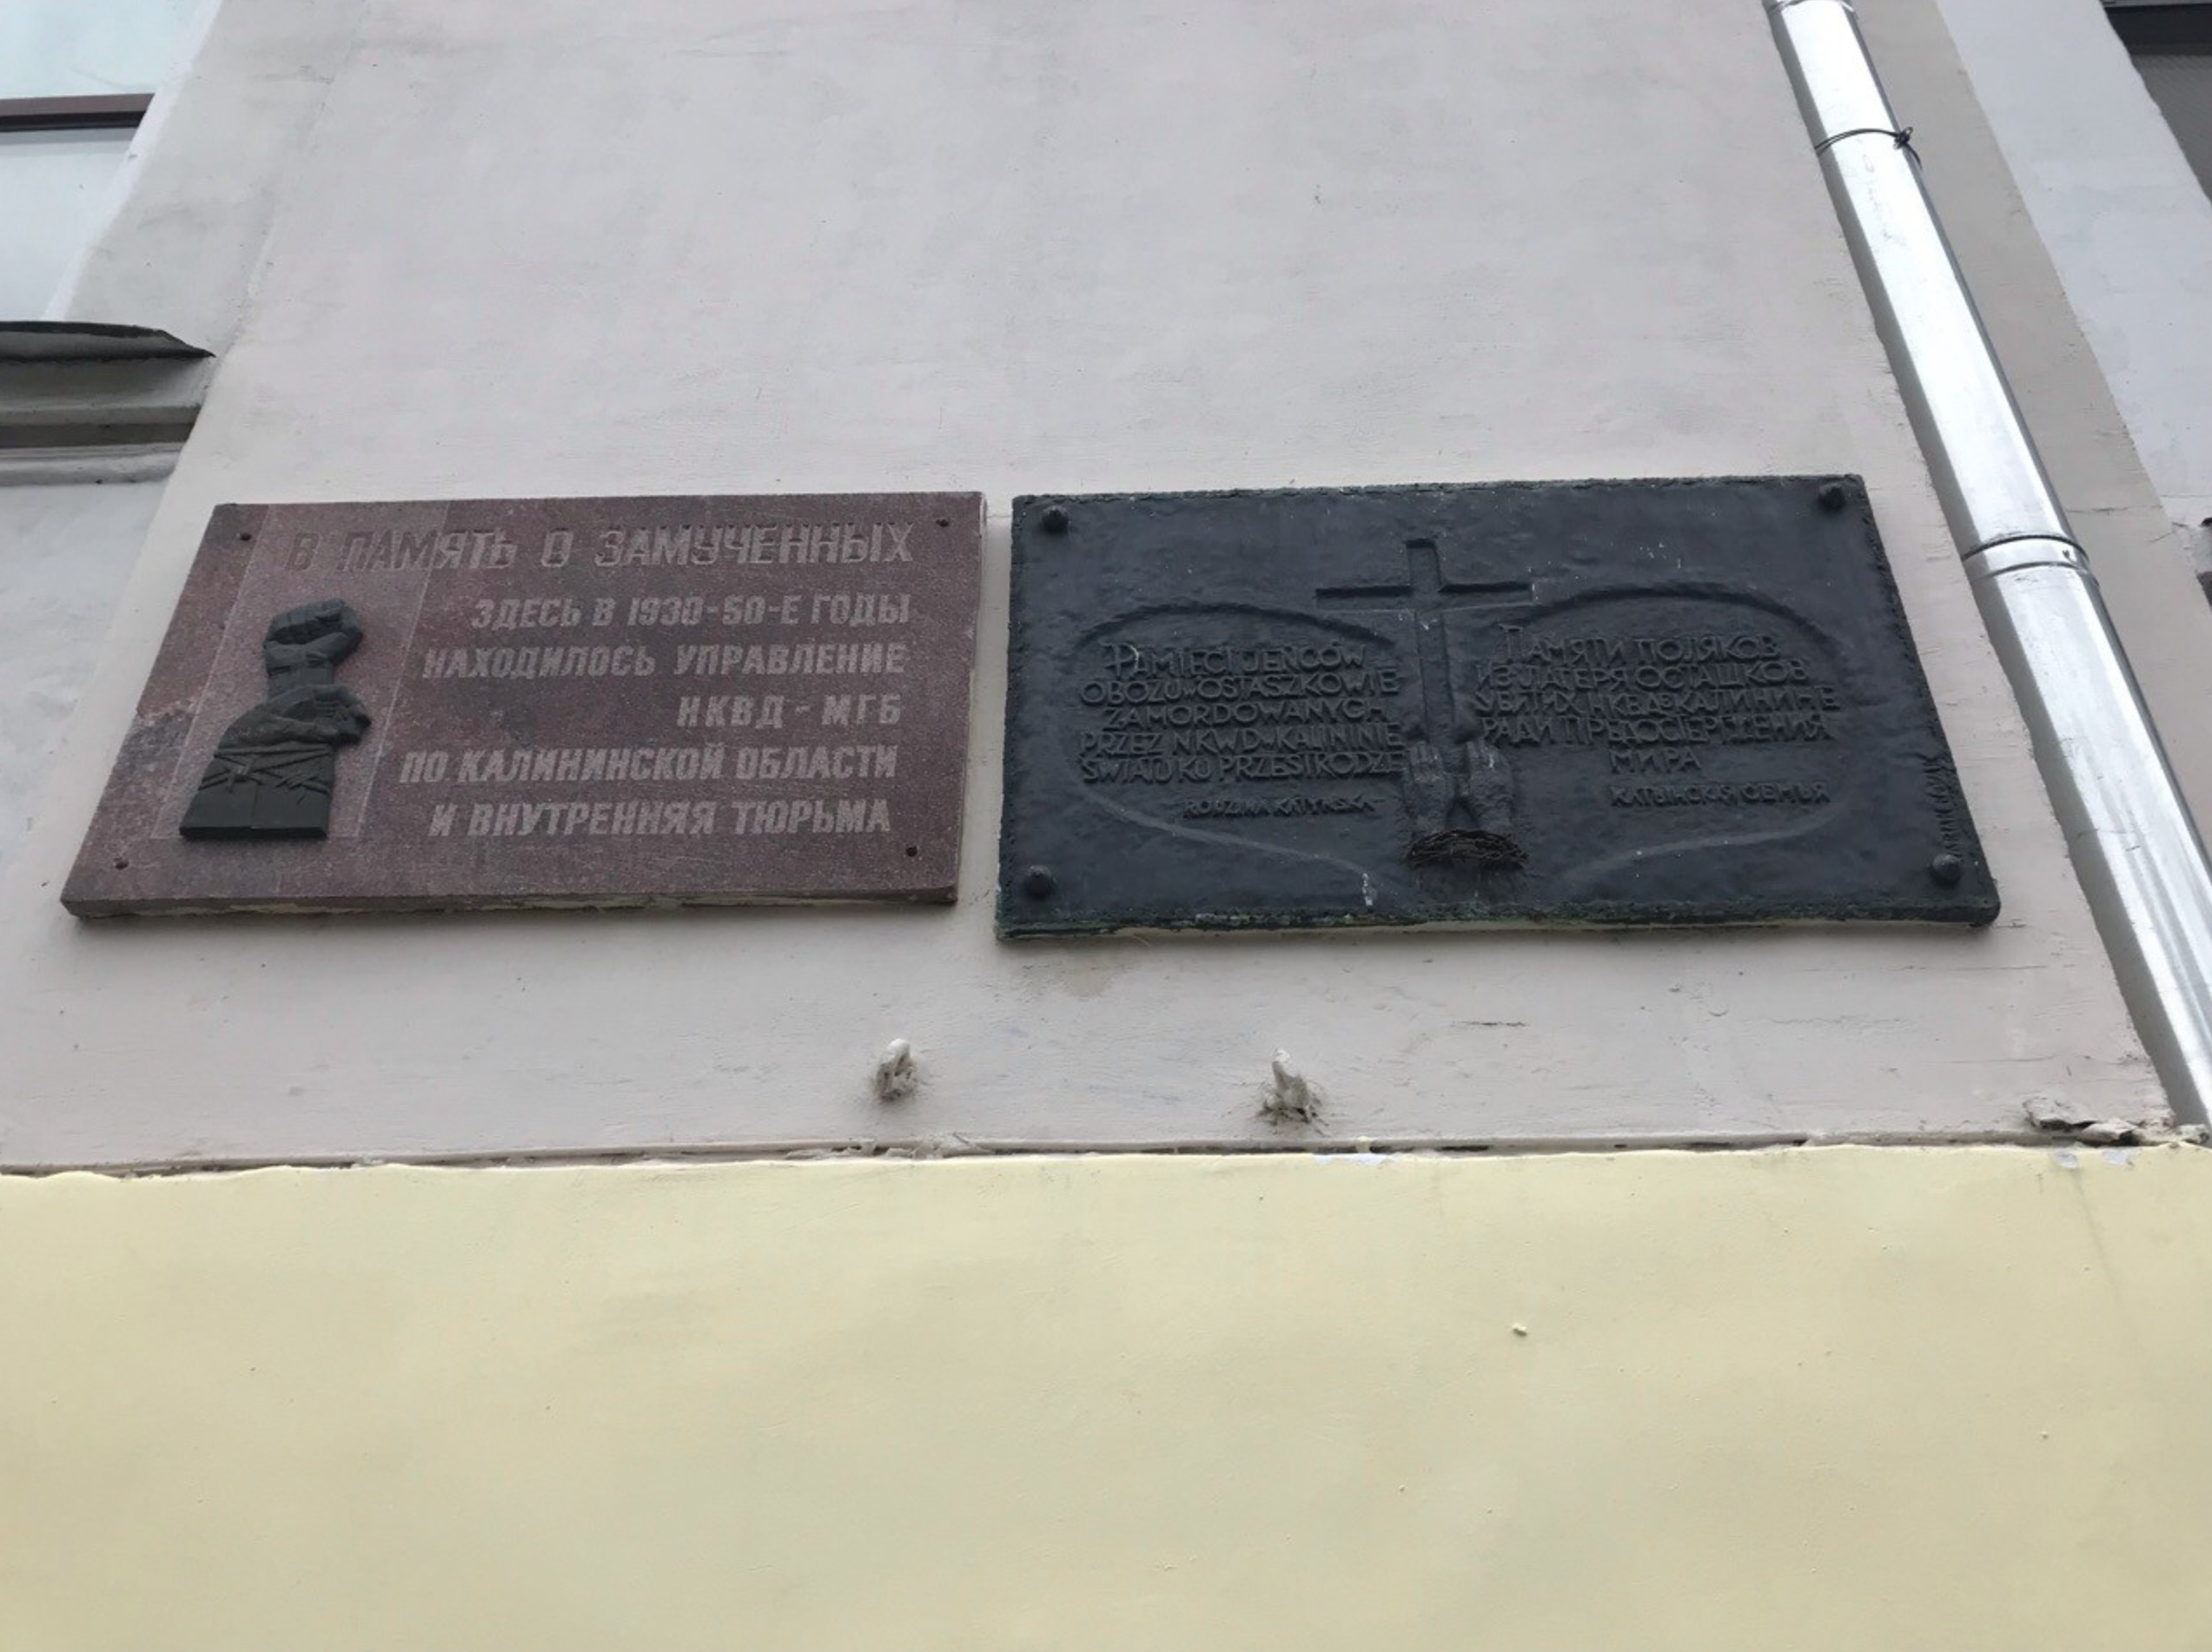 В ПАМЯТЬ О ЗАМУЧЕННЫХ
ЗДЕСЬ В 1930-50-Е ГОДЫ
НАХОДИЛОСЬ УПРАВЛЕНИЕ
НКВД - МГБ
ПО КАЛИНИНСКОЙ ОБЛАСТИ
И ВНУТРЕННЯЯ ТЮРЬМА
PAMIĘCI JEŃCÓW
OBOZU W OSTASZKOWIE
ZAMORDOWANYCH
PRZEZ NKWD W KALININIE
ŚWIATU KU PRZESTRODZE
RODZINA KATYŃSKA
ПАМЯТИ ПОЛЯКОВ
ИЗ ЛАГЕРЯ ОСТАШКОВ
УБИТЫХ НКВД В КАЛИНИНЕ
РАДИ ПРЕДОСТЕРЕЖЕНИЯ
МИРА
КАТЫНСКАЯ СЕМЬЯ